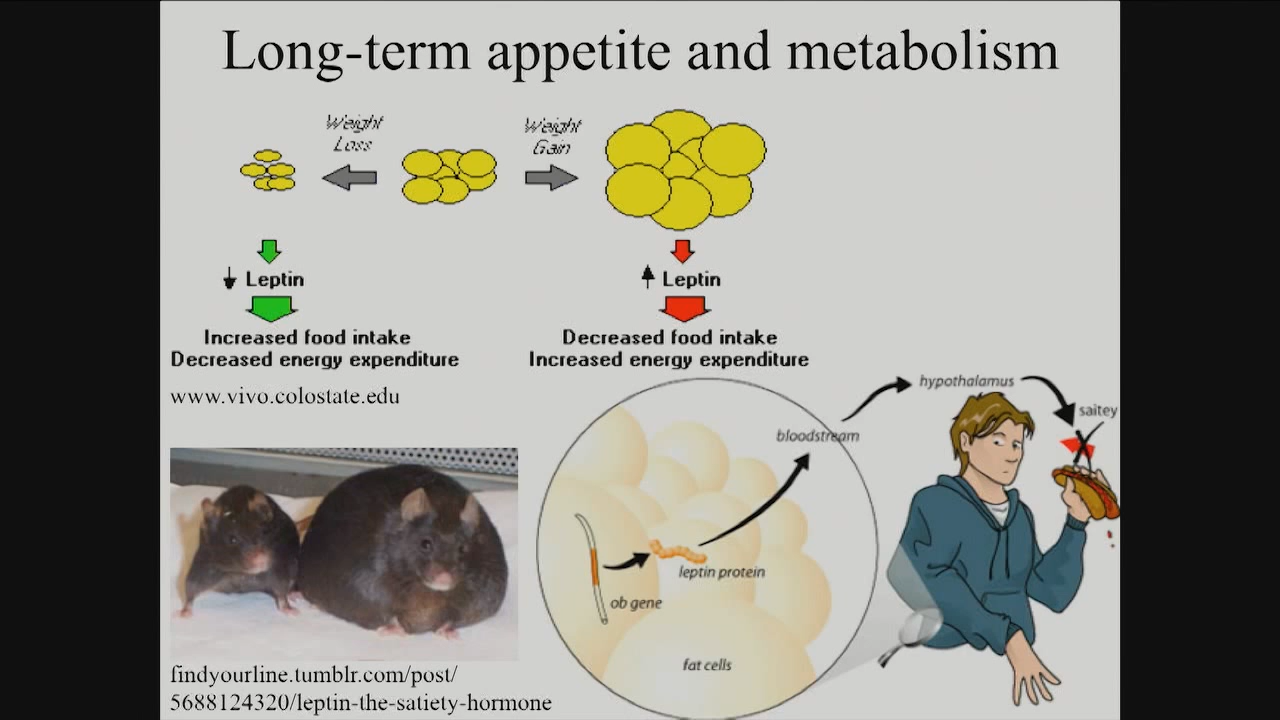 Long-term appetite and metabolism
Weight
Loss
Weight
Gain
Leptin
Leptin
Increased food intake
Decreased energy expenditure
Decreased food intake
Increased energy expenditure
www.vivo.colostate.edu
hypothalamus
saitey
bloodstream
leptin protein
ob gene
fat cells
findyourline.tumblr.com/post/
5688124320/leptin-the-satiety-hormone